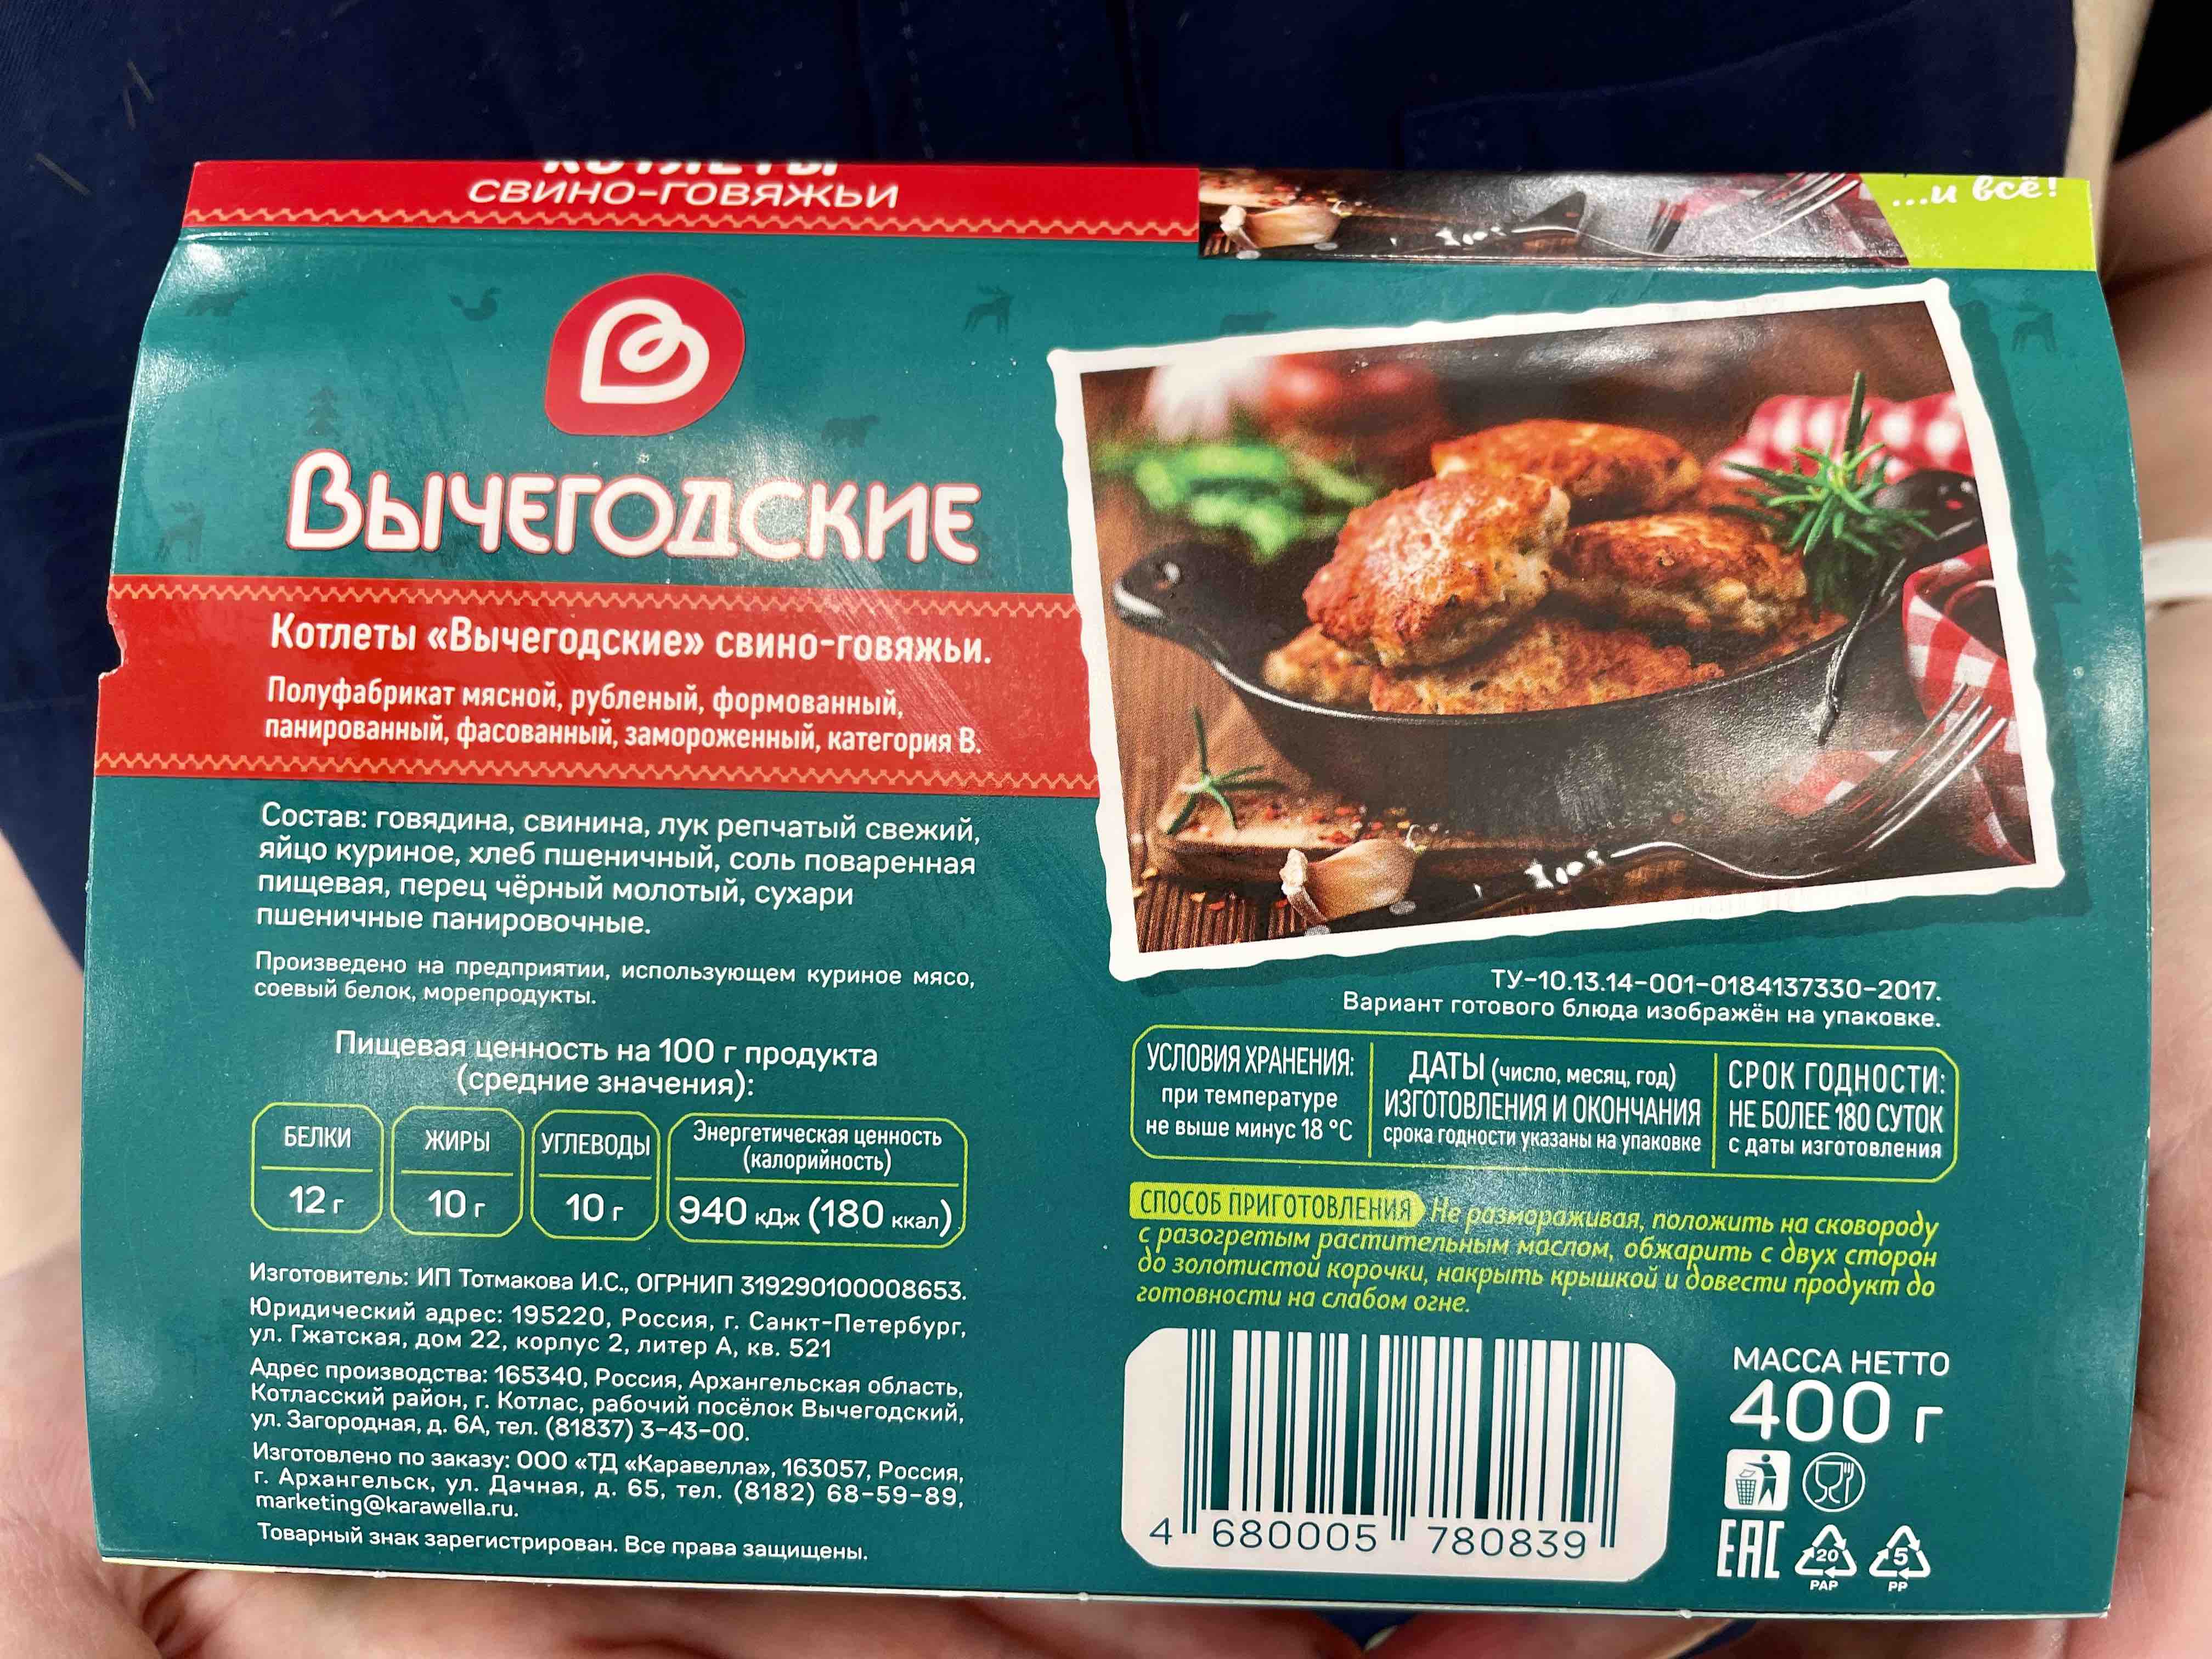 КОТЛЕТЫ
СВИНО-ГОВЯЖЬИ
...и всё!
ВЫЧЕГОДСКИЕ
Котлеты «Вычегодские» свино-говяжьи.
Полуфабрикат мясной, рубленый, формованный,
панированный, фасованный, замороженный, категория В.
Состав: говядина, свинина, лук репчатый свежий,
яйцо куриное, хлеб пшеничный, соль поваренная
пищевая, перец чёрный молотый, сухари
пшеничные панировочные.
Произведено на предприятии, использующем куриное мясо,
соевый белок, морепродукты.
Пищевая ценность на 100 г продукта
(средние значения):
БЕЛКИ
12 г
ЖИРЫ
10 г
УГЛЕВОДЫ
10 г
Энергетическая ценность
(калорийность)
940 кДж (180 ккал)
Изготовитель: ИП Тотмакова И.С., ОГРНИП 319290100008653.
Юридический адрес: 195220, Россия, г. Санкт-Петербург,
ул. Гжатская, дом 22, корпус 2, литер А, кв. 521
Адрес производства: 165340, Россия, Архангельская область,
Котласский район, г. Котлас, рабочий посёлок Вычегодский,
ул. Загородная, д. 6А, тел. (81837) 3-43-00.
Изготовлено по заказу: ООО «ТД «Каравелла», 163057, Россия,
г. Архангельск, ул. Дачная, д. 65, тел. (8182) 68-59-89,
marketing@karawella.ru.
Товарный знак зарегистрирован. Все права защищены.
ТУ-10.13.14-001-0184137330-2017.
Вариант готового блюда изображён на упаковке.
УСЛОВИЯ ХРАНЕНИЯ:
при температуре
не выше минус 18 °С
ДАТЫ (число, месяц, год)
ИЗГОТОВЛЕНИЯ И ОКОНЧАНИЯ
срока годности указаны на упаковке
СРОК ГОДНОСТИ:
НЕ БОЛЕЕ 180 СУТОК
с даты изготовления
СПОСОБ ПРИГОТОВЛЕНИЯ Не размораживая, положить на сковороду
с разогретым растительным маслом, обжарить с двух сторон
до золотистой корочки, накрыть крышкой и довести продукт до
готовности на слабом огне.
4 680005 780839
МАССА НЕТТО
400 г
ЕАС
20
PAP
5
PP